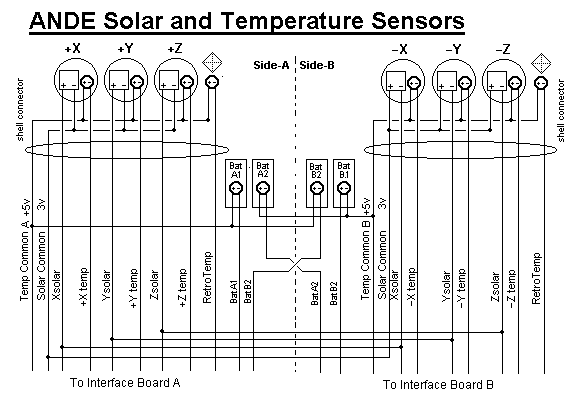 ANDE Solar and Temperature Sensors
+X +Y +Z
Side-A Side-B
−X −Y −Z
+ − + − + −
+ − + − + −
shell connector
shell connector
Bat A1
Bat A2
Bat B2
Bat B.1
Temp Common A +5v
Solar Common 3v
Xsolar
+X temp
Ysolar
+Y temp
Zsolar
+Z temp
RetroTemp
BatA1
BatB2
BatA2
BatB2
Temp Common B +5v
Solar Common 3v
Xsolar
−X temp
Ysolar
−Y temp
Zsolar
−Z temp
RetroTemp
To Interface Board A
To Interface Board B